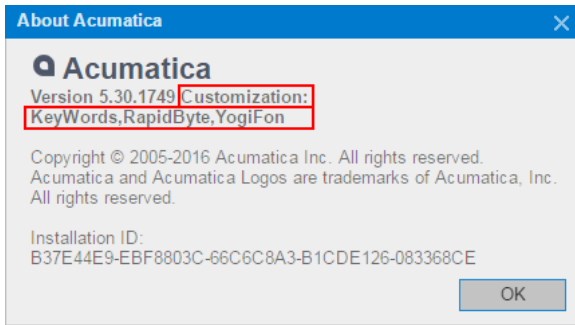 About Acumatica
Acumatica
Version 5.30.1749 Customization:
KeyWords,RapidByte,YogiFon
Copyright © 2005-2016 Acumatica Inc. All rights reserved.
Acumatica and Acumatica Logos are trademarks of Acumatica, Inc.
All rights reserved.
Installation ID:
B37E44E9-EBF8803C-66C6C8A3-B1CDE126-083368CE
OK